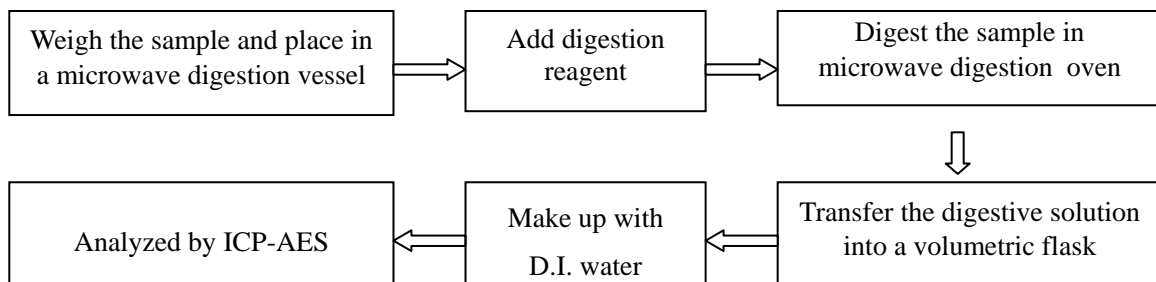 Weigh the sample and place in
a microwave digestion vessel
Add digestion
reagent
Digest the sample in
microwave digestion oven
Transfer the digestive solution
into a volumetric flask
Make up with
D.I. water
Analyzed by ICP-AES